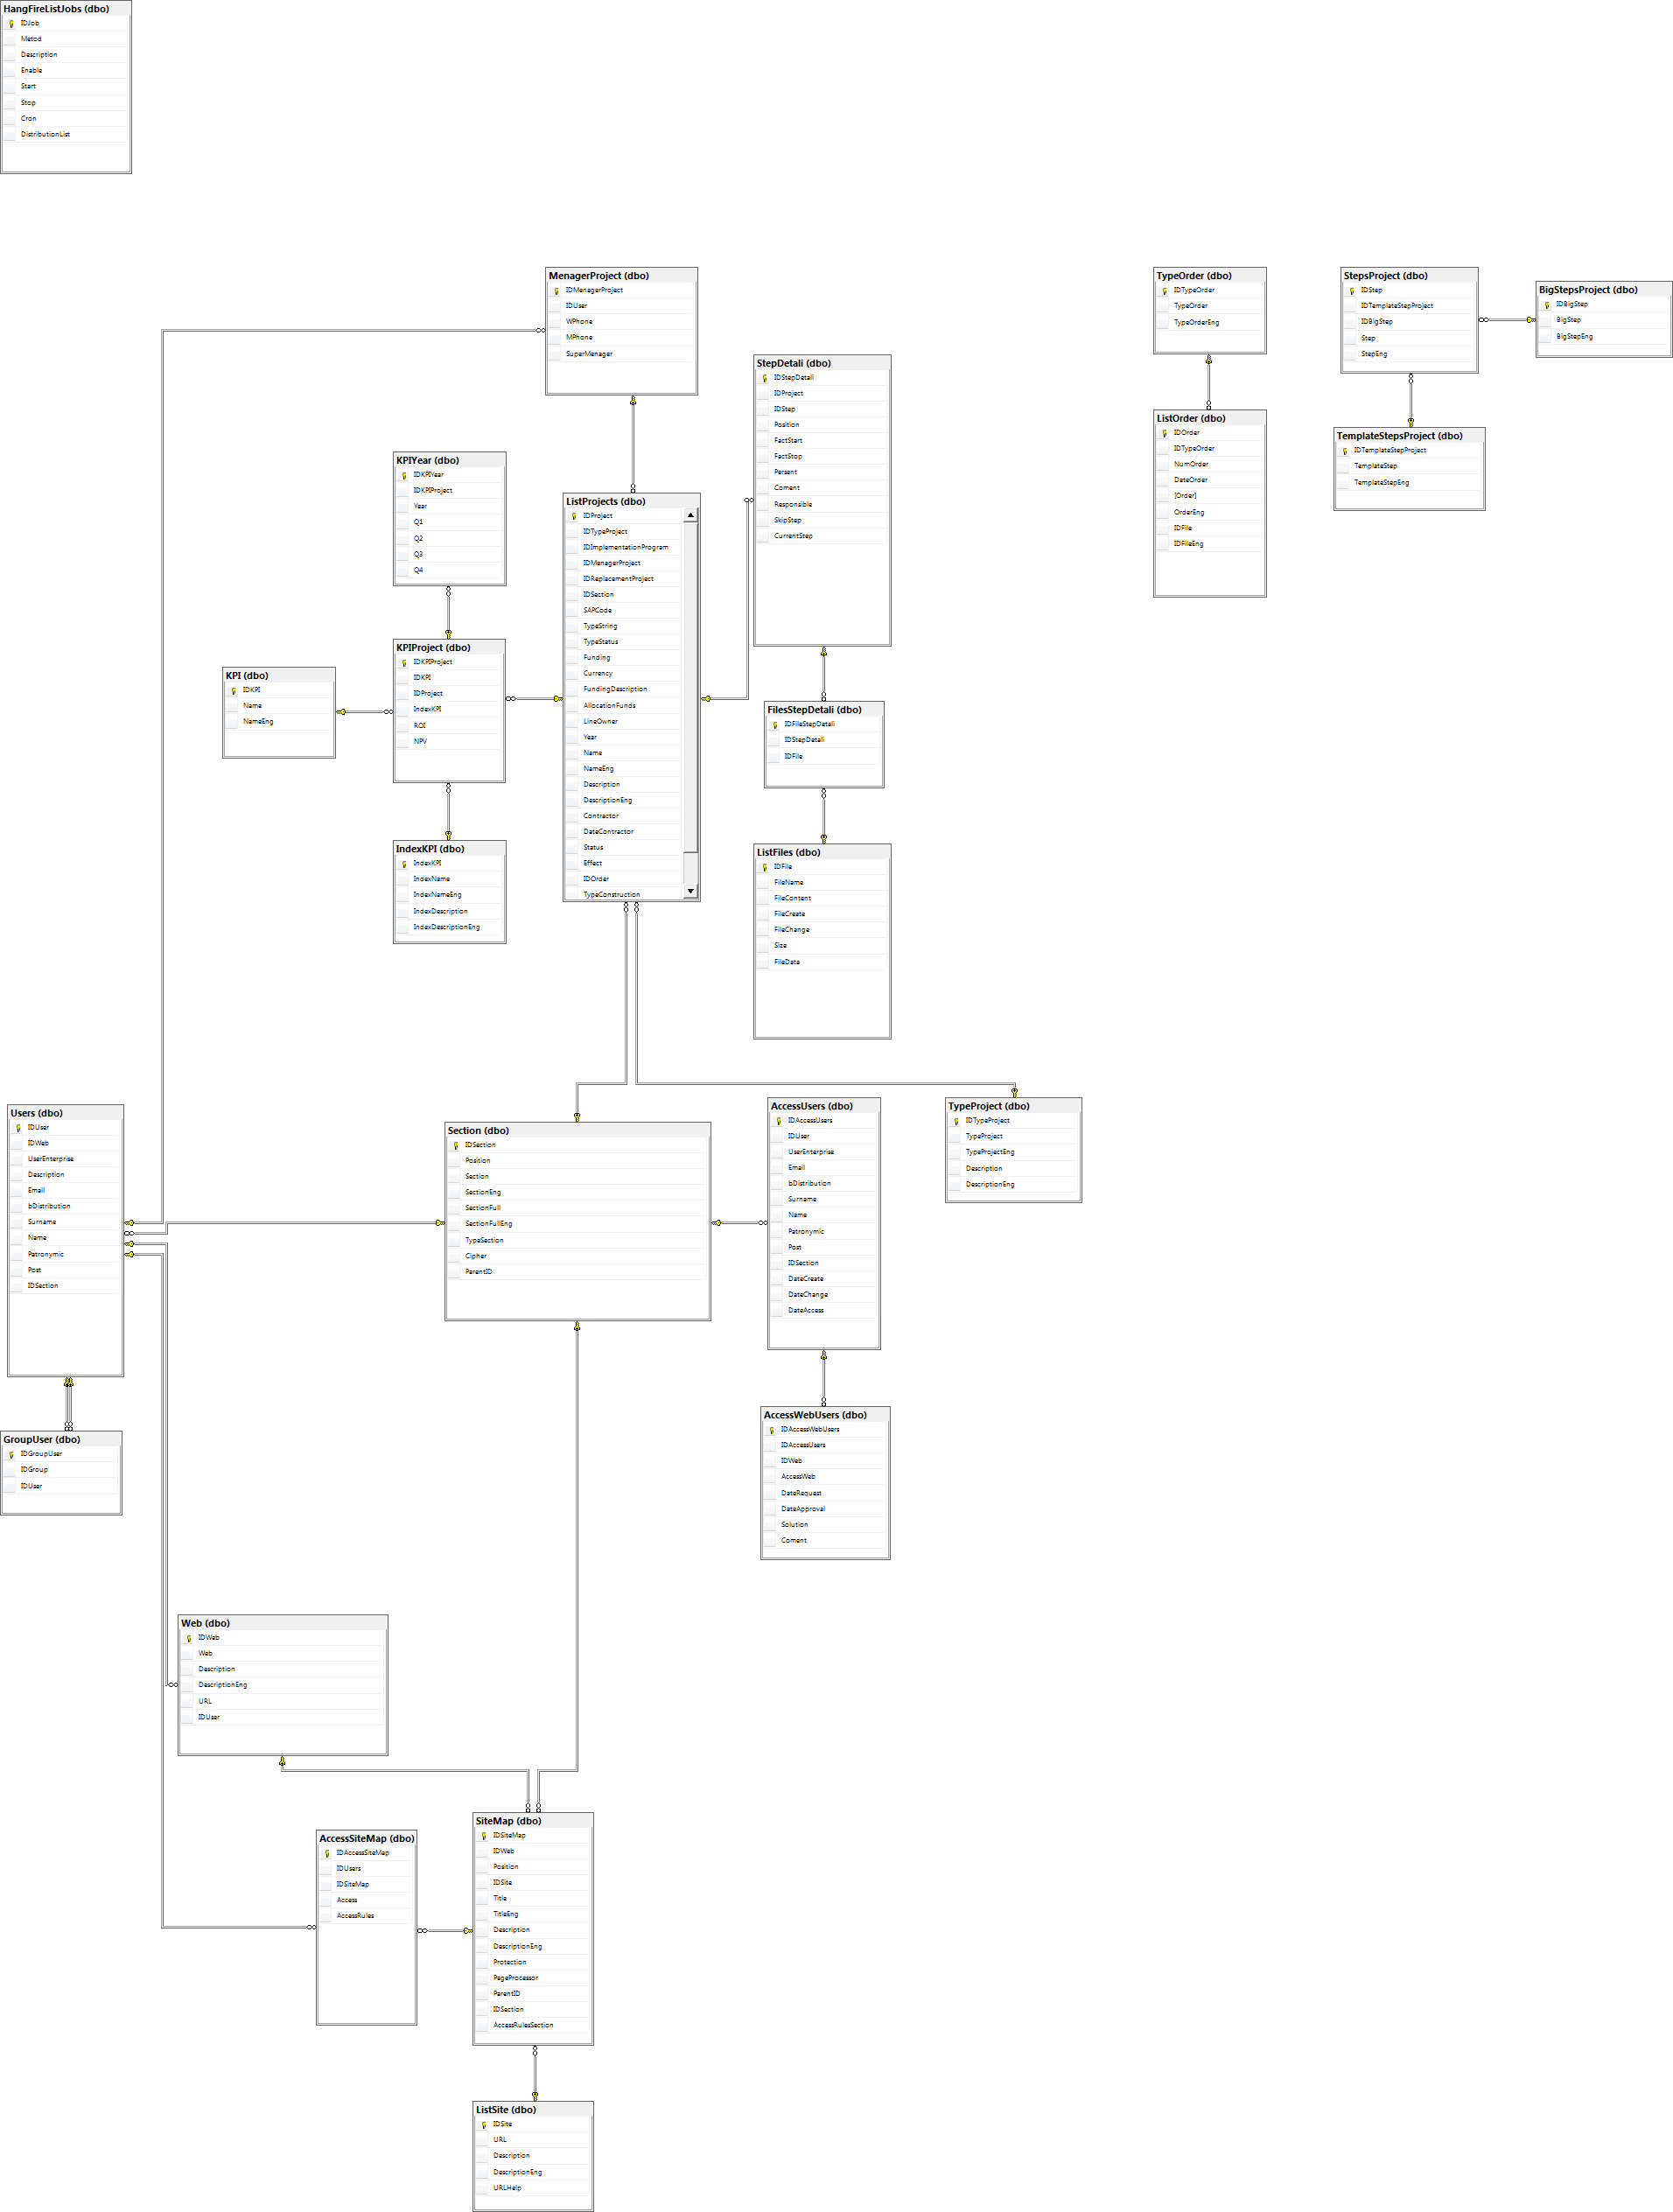 HangFireListJobs (dbo)
IDJob
Metod
Description
Enable
Start
Stop
Cron
DistributionList
MenagerProject (dbo)
IDMenagerProject
IDUser
WPhone
MPhone
SuperMenager
TypeOrder (dbo)
IDTypeOrder
TypeOrder
TypeOrderEng
StepsProject (dbo)
IDStep
IDTemplateStepProject
IDBigStep
Step
StepEng
BigStepsProject (dbo)
IDBigStep
BigStep
BigStepEng
StepDetali (dbo)
IDStepDetali
IDProject
IDStep
Position
FactStart
FactStop
Persent
Coment
Responsible
SkipStep
CurrentStep
ListOrder (dbo)
IDOrder
IDTypeOrder
NumOrder
DateOrder
[Order]
OrderEng
IDFile
IDFileEng
TemplateStepsProject (dbo)
IDTemplateStepProject
TemplateStep
TemplateStepEng
KPIYear (dbo)
IDKPIYear
IDKPIProject
Year
Q1
Q2
Q3
Q4
ListProjects (dbo)
IDProject
IDTypeProject
IDImplementationProgram
IDMenagerProject
IDReplacementProject
IDSection
SAPCode
TypeString
TypeStatus
Funding
Currency
FundingDescription
AllocationFunds
LineOwner
Year
Name
NameEng
Description
DescriptionEng
Contractor
DateContractor
Status
Effect
IDOrder
TypeConstruction
KPIProject (dbo)
IDKPIProject
IDKPI
IDProject
IndexKPI
ROI
NPV
KPI (dbo)
IDKPI
Name
NameEng
FilesStepDetali (dbo)
IDFileStepDetali
IDStepDetali
IDFile
IndexKPI (dbo)
IndexKPI
IndexName
IndexNameEng
IndexDescription
IndexDescriptionEng
ListFiles (dbo)
IDFile
FileName
FileContent
FileCreate
FileChange
Size
FileData
Users (dbo)
IDUser
IDWeb
UserEnterprise
Description
Email
bDistribution
Surname
Name
Patronymic
Post
IDSection
Section (dbo)
IDSection
Position
Section
SectionEng
SectionFull
SectionFullEng
TypeSection
Cipher
ParentID
AccessUsers (dbo)
IDAccessUsers
IDUser
UserEnterprise
Email
bDistribution
Surname
Name
Patronymic
Post
IDSection
DateCreate
DateChange
DateAccess
TypeProject (dbo)
IDTypeProject
TypeProject
TypeProjectEng
Description
DescriptionEng
GroupUser (dbo)
IDGroupUser
IDGroup
IDUser
AccessWebUsers (dbo)
IDAccessWebUsers
IDAccessUsers
IDWeb
AccessWeb
DateRequest
DateApproval
Solution
Coment
Web (dbo)
IDWeb
Web
Description
DescriptionEng
URL
IDUser
AccessSiteMap (dbo)
IDAccessSiteMap
IDUsers
IDSiteMap
Access
AccessRules
SiteMap (dbo)
IDSiteMap
IDWeb
Position
IDSite
Title
TitleEng
Description
DescriptionEng
Protection
PageProcessor
ParentID
IDSection
AccessRulesSection
ListSite (dbo)
IDSite
URL
Description
DescriptionEng
URLHelp